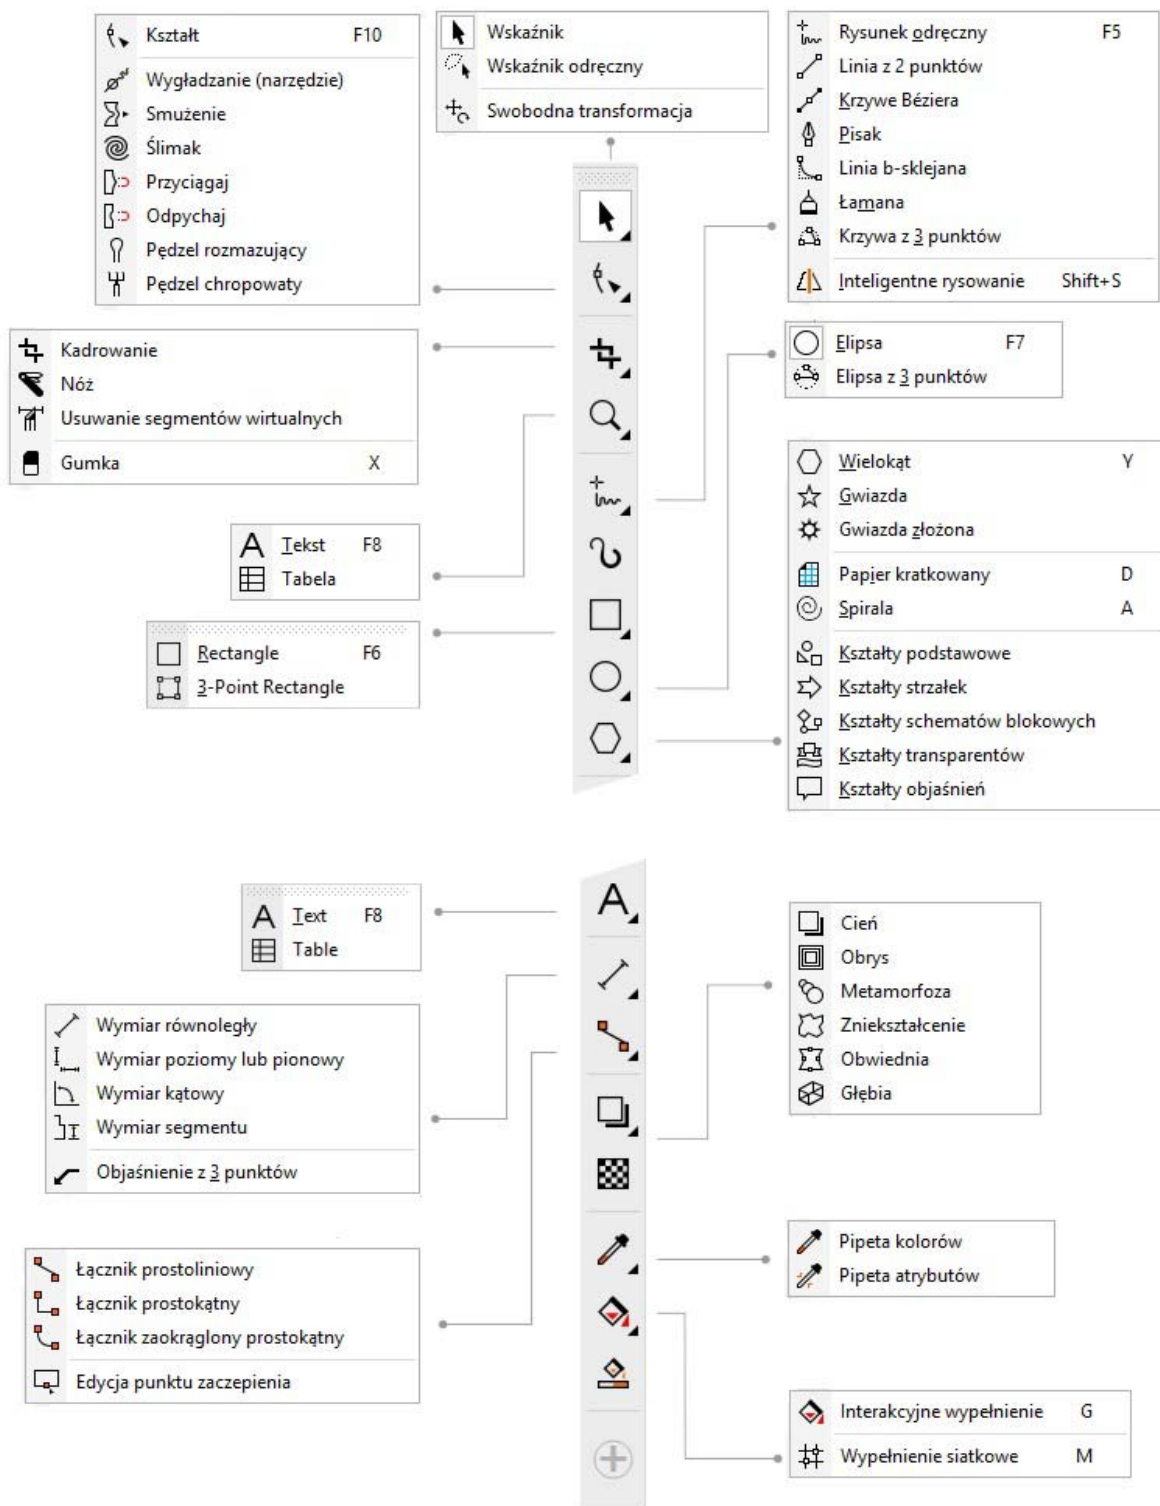 Kształt F10
Wygładzanie (narzędzie)
Smużenie
Ślimak
Przyciągaj
Odpychaj
Pędzel rozmazujący
Pędzel chropowaty
Wskaźnik
Wskaźnik odręczny
Swobodna transformacja
Rysunek odręczny F5
Linia z 2 punktów
Krzywe Béziera
Pisak
Linia b-sklejana
Łamana
Krzywa z 3 punktów
Inteligentne rysowanie Shift+S
Kadrowanie
Nóż
Usuwanie segmentów wirtualnych
Gumka X
Elipsa F7
Elipsa z 3 punktów
Tekst F8
Tabela
Rectangle F6
3-Point Rectangle
Wielokąt Y
Gwiazda
Gwiazda złożona
Papier kratkowany D
Spirala A
Kształty podstawowe
Kształty strzałek
Kształty schematów blokowych
Kształty transparentów
Kształty objaśnień
Text F8
Table
Wymiar równoległy
Wymiar poziomy lub pionowy
Wymiar kątowy
Wymiar segmentu
Objaśnienie z 3 punktów
Cień
Obrys
Metamorfoza
Zniekształcenie
Obwiednia
Głębia
Łącznik prostoliniowy
Łącznik prostokątny
Łącznik zaokrąglony prostokątny
Edycja punktu zaczepienia
Pipeta kolorów
Pipeta atrybutów
Interakcyjne wypełnienie G
Wypełnienie siatkowe M